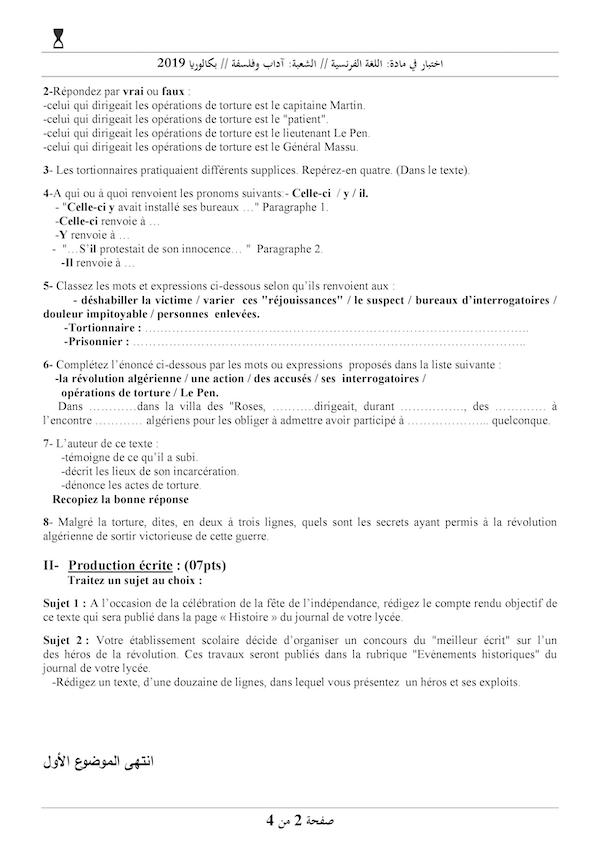 اختبار في مادة: اللغة الفرنسية // الشعبة: آداب وفلسفة // بكالوريا 2019
2-Répondez par vrai ou faux :
-celui qui dirigeait les opérations de torture est le capitaine Martin.
-celui qui dirigeait les opérations de torture est le "patient".
-celui qui dirigeait les opérations de torture est le lieutenant Le Pen.
-celui qui dirigeait les opérations de torture est le Général Massu.
3- Les tortionnaires pratiquaient différents supplices. Repérez-en quatre. (Dans le texte).
4-A qui ou à quoi renvoient les pronoms suivants:- Celle-ci / y / il.
- "Celle-ci y avait installé ses bureaux …" Paragraphe 1.
-Celle-ci renvoie à …
-Y renvoie à …
- "…S'il protestait de son innocence… " Paragraphe 2.
-Il renvoie à …
5- Classez les mots et expressions ci-dessous selon qu'ils renvoient aux :
- déshabiller la victime / varier ces "réjouissances" / le suspect / bureaux d'interrogatoires /
douleur impitoyable / personnes enlevées.
-Tortionnaire : ……………………………………………………………………………..
-Prisonnier : ………………………………………………………………………………..
6- Complétez l'énoncé ci-dessous par les mots ou expressions proposés dans la liste suivante :
-la révolution algérienne / une action / des accusés / ses interrogatoires /
opérations de torture / Le Pen.
Dans …………dans la villa des "Roses, ………..dirigeait, durant ……………, des ………… à
l'encontre ………… algériens pour les obliger à admettre avoir participé à ……………….. quelconque.
7- L'auteur de ce texte :
-témoigne de ce qu'il a subi.
-décrit les lieux de son incarcération.
-dénonce les actes de torture.
Recopiez la bonne réponse
8- Malgré la torture, dites, en deux à trois lignes, quels sont les secrets ayant permis à la révolution
algérienne de sortir victorieuse de cette guerre.
II- Production écrite : (07pts)
Traitez un sujet au choix :
Sujet 1 : A l'occasion de la célébration de la fête de l'indépendance, rédigez le compte rendu objectif de
ce texte qui sera publié dans la page « Histoire » du journal de votre lycée.
Sujet 2 : Votre établissement scolaire décide d'organiser un concours du "meilleur écrit" sur l'un
des héros de la révolution. Ces travaux seront publiés dans la rubrique "Evénements historiques" du
journal de votre lycée.
-Rédigez un texte, d'une douzaine de lignes, dans lequel vous présentez un héros et ses exploits.
انتهى الموضوع الأول
صفحة 2 من 4